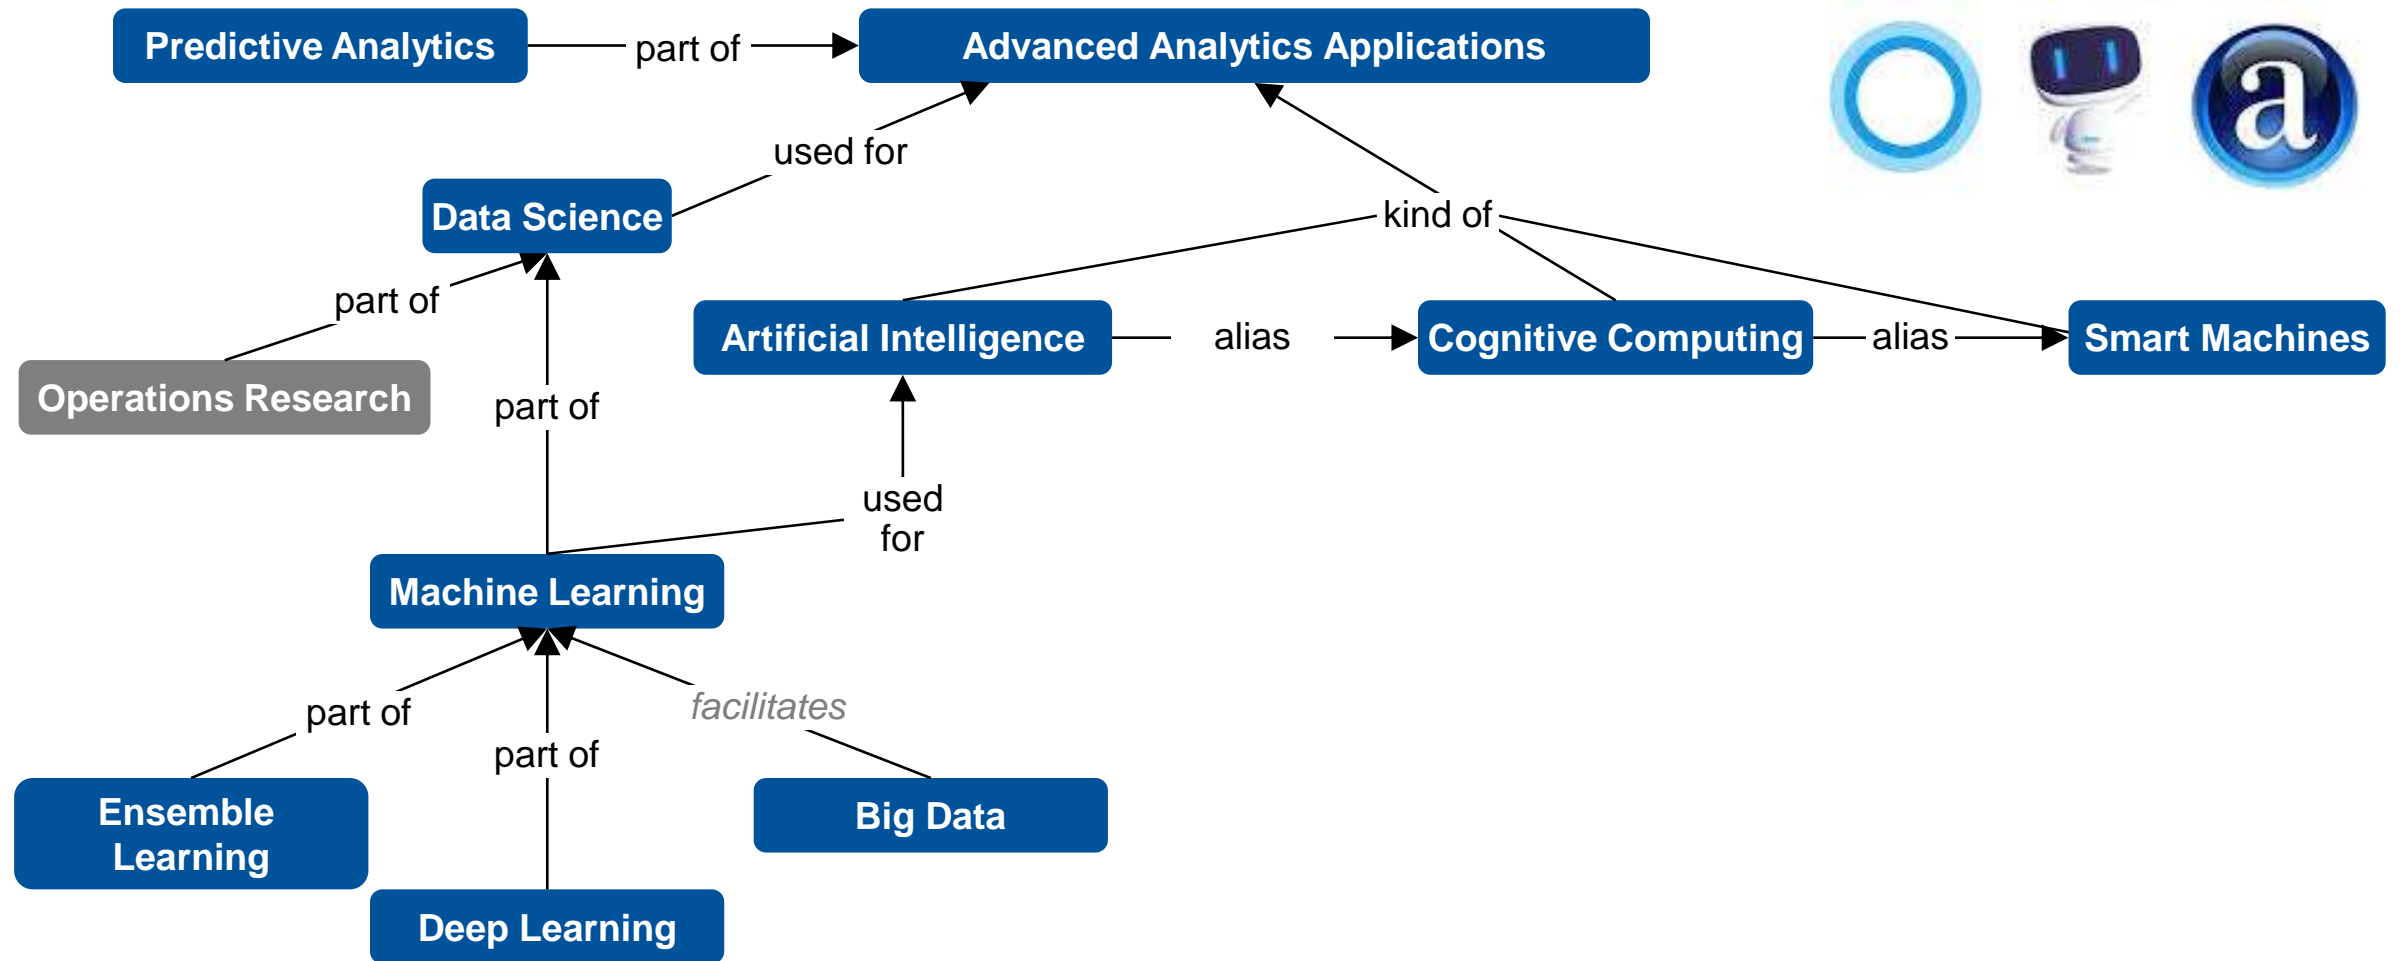 Predictive Analytics
part of
Advanced Analytics Applications
a
used for
Data Science
kind of
part of
Artificial Intelligence
alias
Cognitive Computing
alias
Smart Machines
Operations Research
part of
used
for
Machine Learning
part of
facilitates
part of
Ensemble
Learning
Big Data
Deep Learning